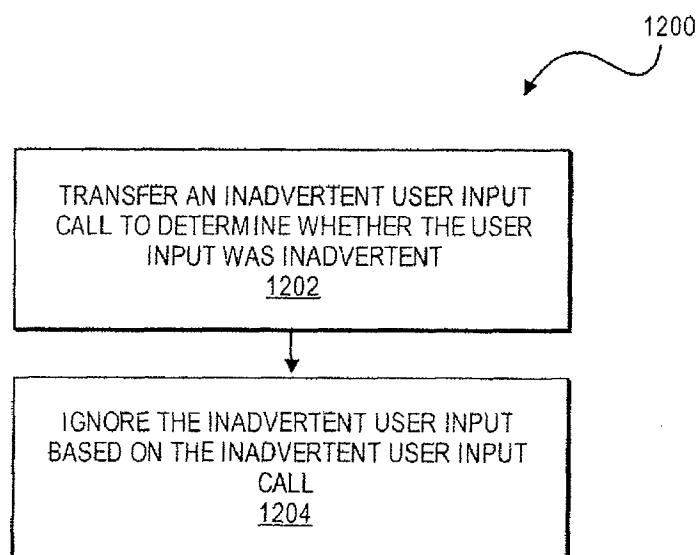 1200
TRANSFER AN INADVERTENT USER INPUT
CALL TO DETERMINE WHETHER THE USER
INPUT WAS INADVERTENT
1202
IGNORE THE INADVERTENT USER INPUT
BASED ON THE INADVERTENT USER INPUT
CALL
1204